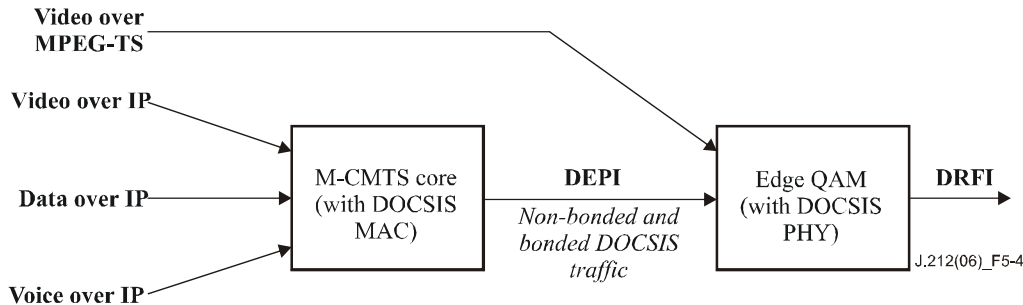 Video over
MPEG-TS
Video over IP
Data over IP
Voice over IP
M-CMTS core
(with DOCSIS
MAC)
DEPI
Non-bonded and
bonded DOCSIS
traffic
Edge QAM
(with DOCSIS
PHY)
DRFI
J.212(06)_F5-4